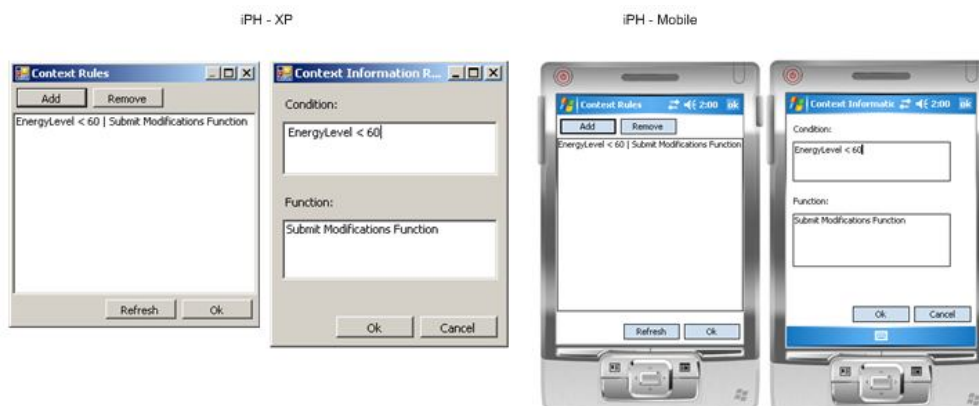 iPH - XP
iPH - Mobile
Context Rules
Add
Remove
EnergyLevel < 60 | Submit Modifications Function
Refresh
Ok
Context Information R...
Condition:
EnergyLevel < 60
Function:
Submit Modifications Function
Ok
Cancel
Context Rules
2:00
ok
Add
Remove
EnergyLevel < 60 | Submit Modifications Function
Refresh
Ok
Context Informatic
2:00
ok
Condition:
EnergyLevel < 60
Function:
Submit Modifications Function
Ok
Cancel